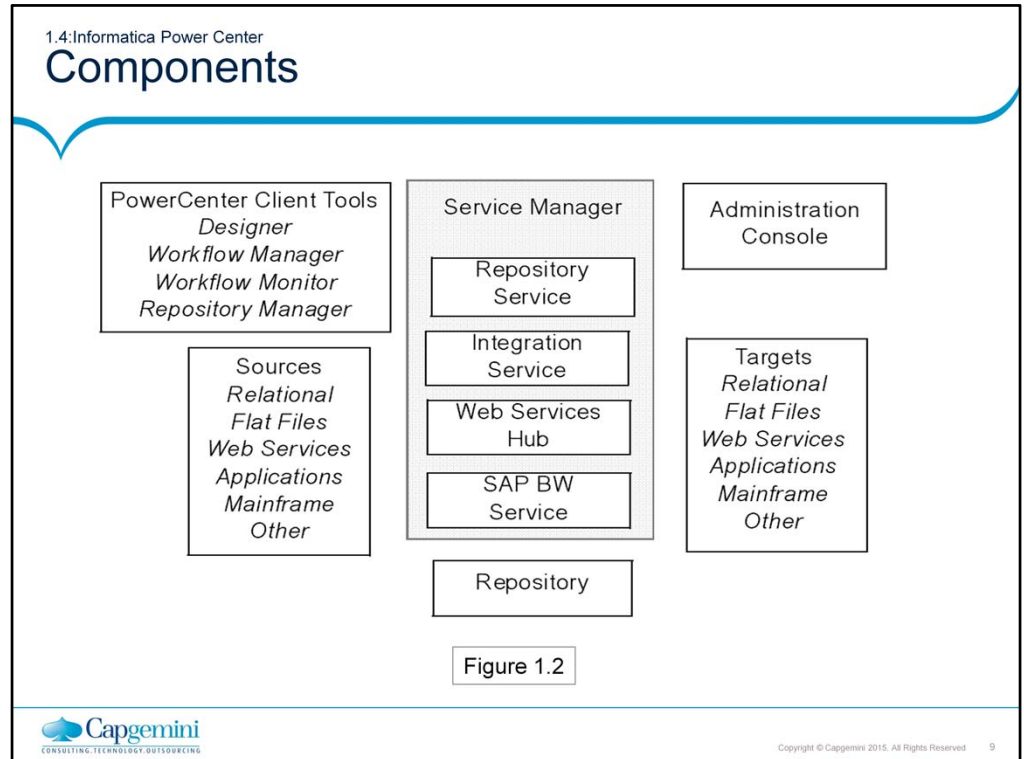 1.4:Informatica Power Center
Components
PowerCenter Client Tools
Designer
Workflow Manager
Workflow Monitor
Repository Manager
Sources
Relational
Flat Files
Web Services
Applications
Mainframe
Other
Service Manager
Repository
Service
Integration
Service
Web Services
Hub
SAP BW
Service
Repository
Administration
Console
Targets
Relational
Flat Files
Web Services
Applications
Mainframe
Other
Figure 1.2
Capgemini
CONSULTING.TECHNOLOGY.OUTSOURCING
Copyright © Capgemini 2015. All Rights Reserved 9